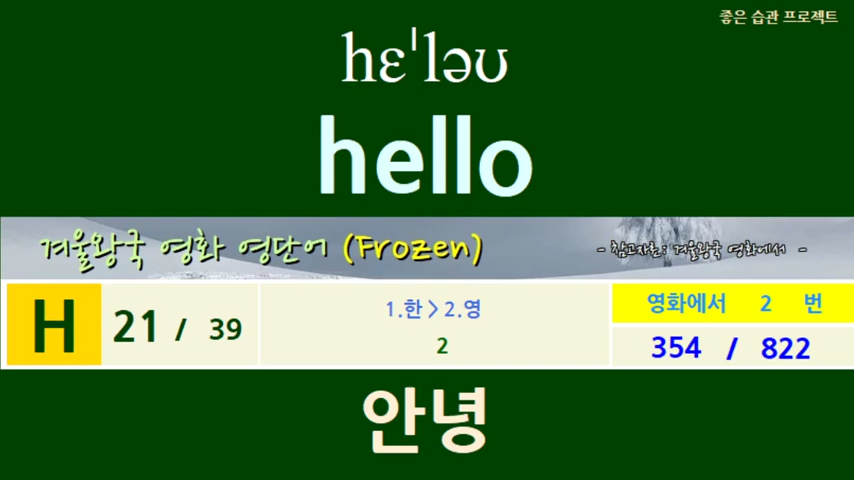 좋은 습관 프로젝트
hɛˈləʊ
hello
겨울왕국 영화 영단어 (Frozen)
- 참고자료: 겨울왕국 영화에서 -
H 21 / 39
1.한 > 2.영
2
영화에서 2 번
354 / 822
안녕